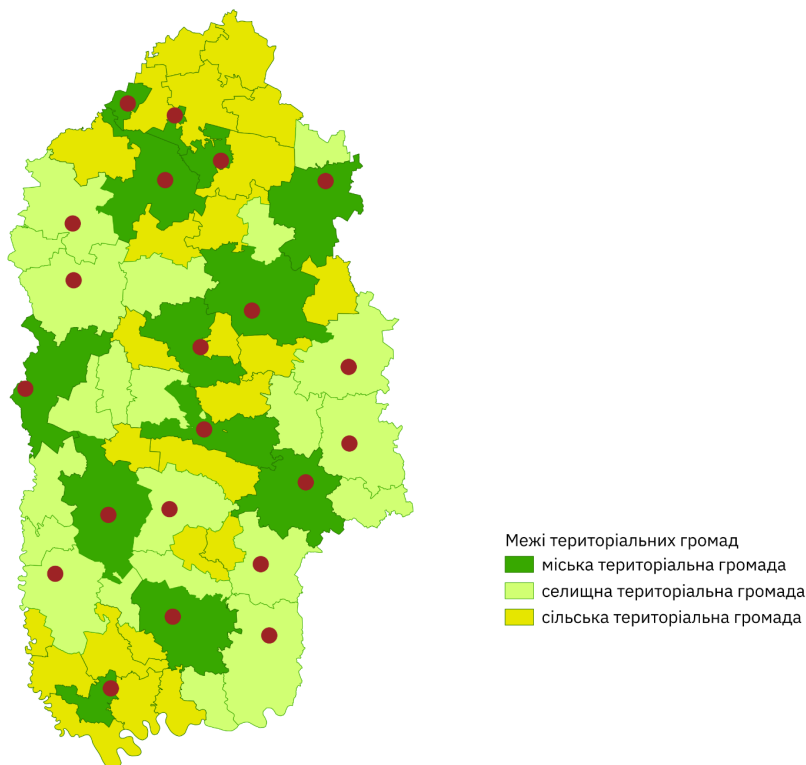 Межі територіальних громад
міська територіальна громада
селищна територіальна громада
сільська територіальна громада